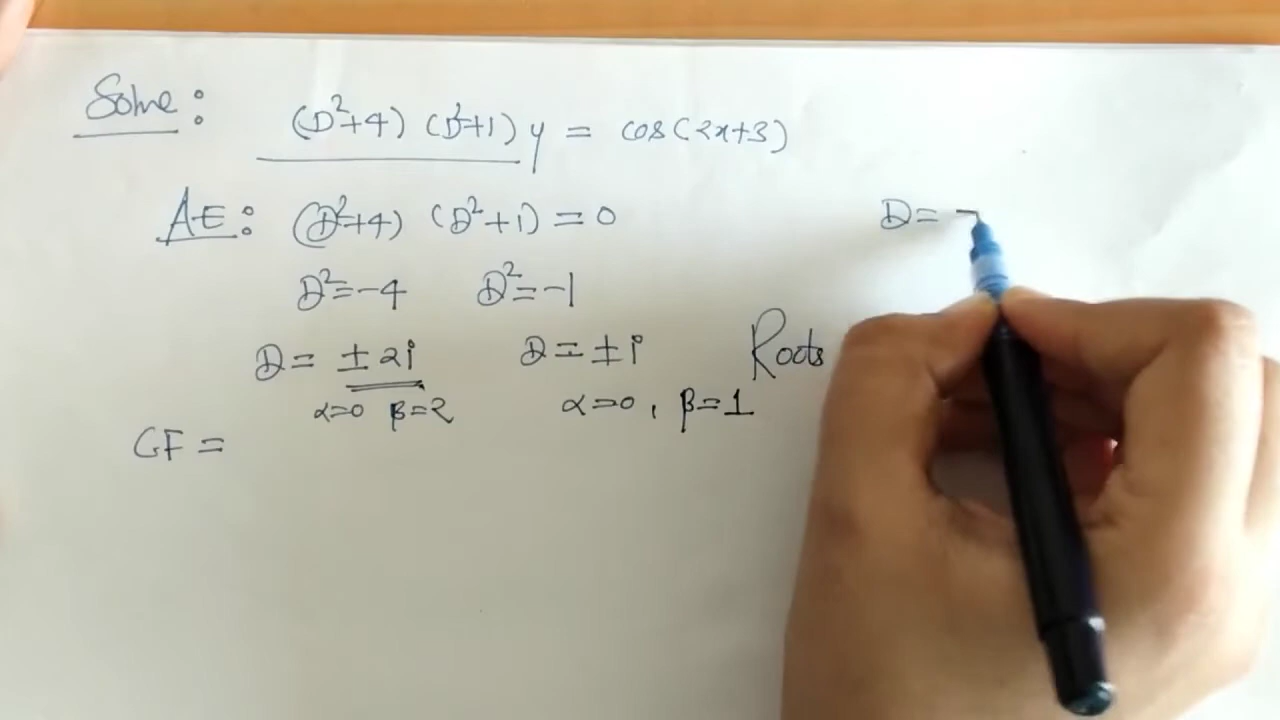 Solve: (D²+4) (D²+1) y = cos(2x+3)
AE: (D²+4) (D²+1) = 0
D = -
D²=-4 D²=-1
D = ±2i D = ±i Roots
α=0 β=2 α=0, β=1
CF =